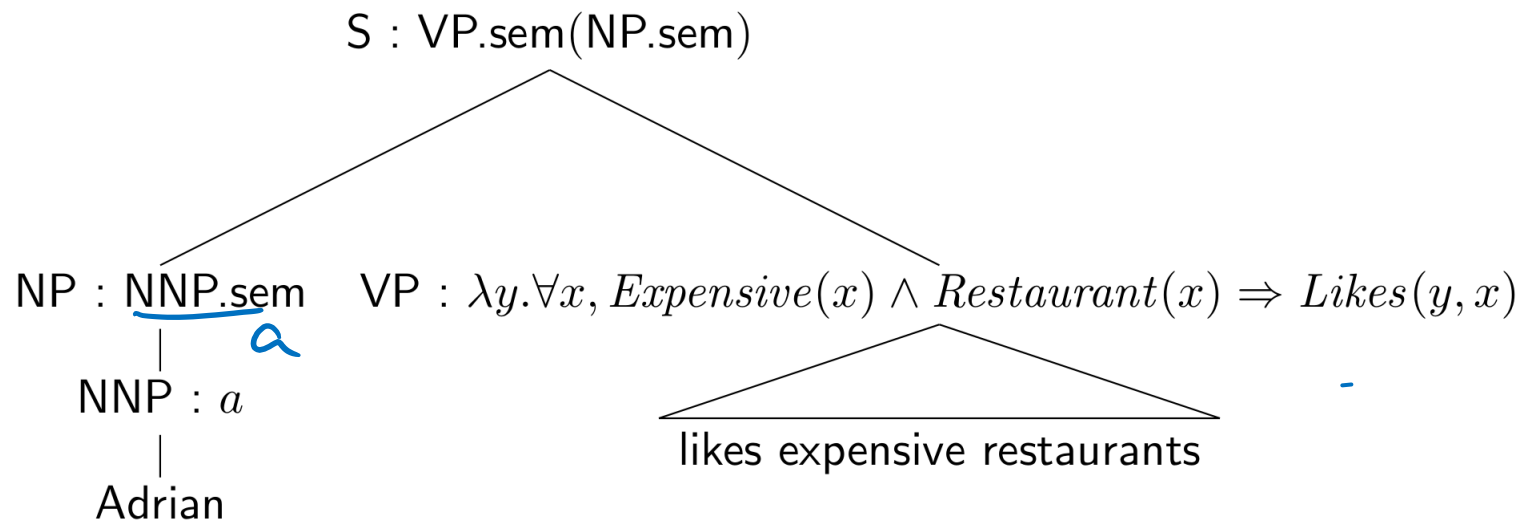 S : VP.sem(NP.sem)
NP : NNP.sem VP : λy.∀x, Expensive(x) ∧ Restaurant(x) ⇒ Likes(y, x)
a
NNP : a
likes expensive restaurants
Adrian